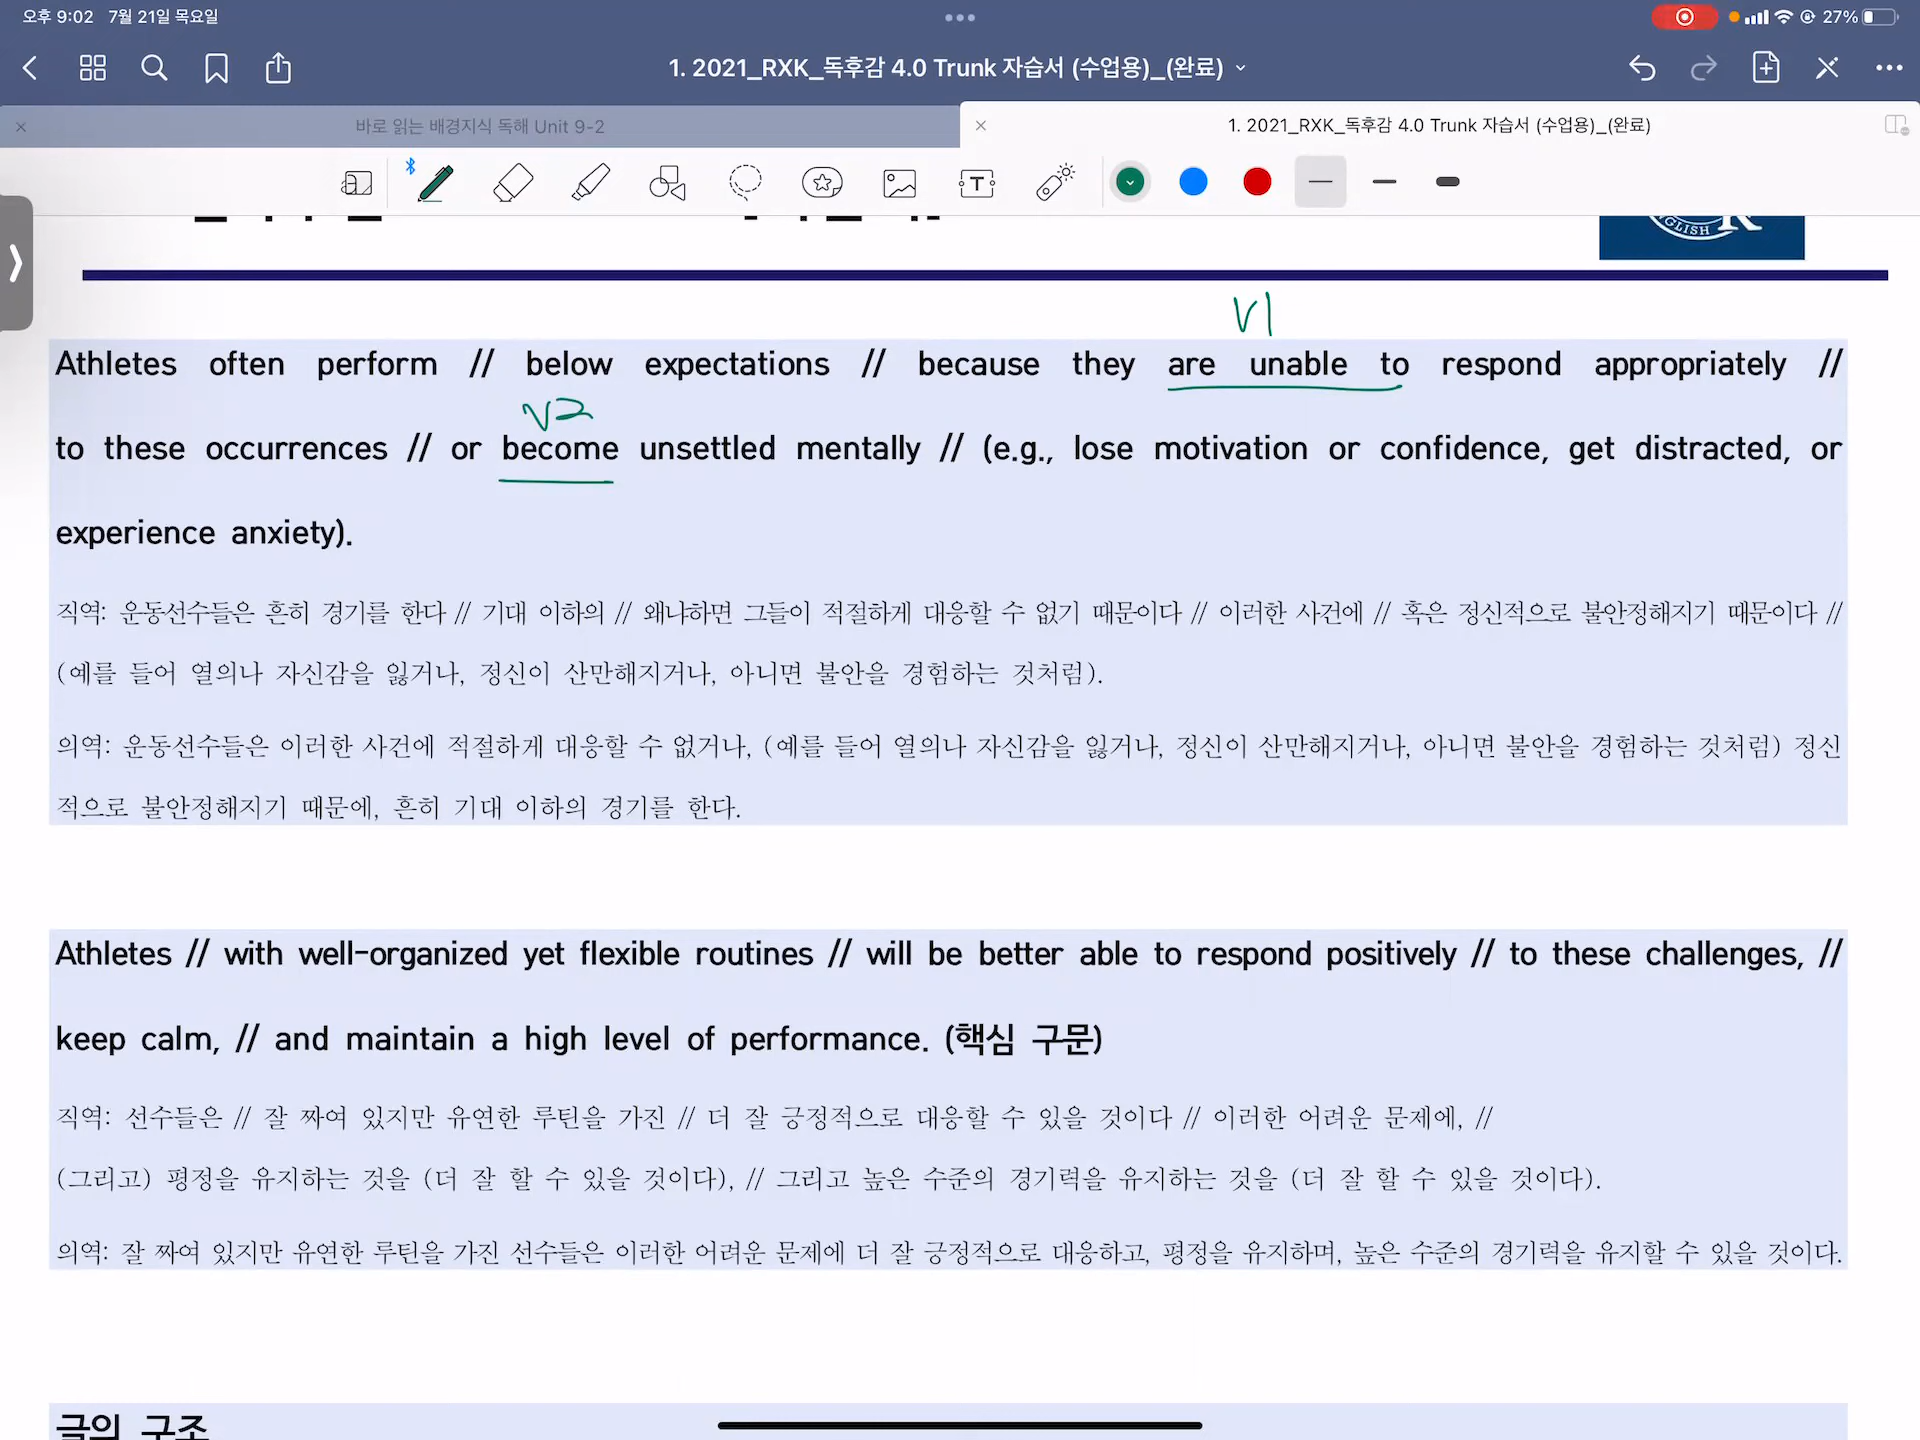 오후 9:02 7월 21일 목요일
27%
1. 2021_RXK_독후감 4.0 Trunk 자습서 (수업용)_(완료)
바로 읽는 배경지식 독해 Unit 9-2
1. 2021_RXK_독후감 4.0 Trunk 자습서 (수업용)_(완료)
V1
Athletes often perform // below expectations // because they are unable to respond appropriately //
V2
to these occurrences // or become unsettled mentally // (e.g., lose motivation or confidence, get distracted, or
experience anxiety).
직역: 운동선수들은 흔히 경기를 한다 // 기대 이하의 // 왜냐하면 그들이 적절하게 대응할 수 없기 때문이다 // 이러한 사건에 // 혹은 정신적으로 불안정해지기 때문이다 //
(예를 들어 열의나 자신감을 잃거나, 정신이 산만해지거나, 아니면 불안을 경험하는 것처럼).
의역: 운동선수들은 이러한 사건에 적절하게 대응할 수 없거나, (예를 들어 열의나 자신감을 잃거나, 정신이 산만해지거나, 아니면 불안을 경험하는 것처럼) 정신
적으로 불안정해지기 때문에, 흔히 기대 이하의 경기를 한다.
Athletes // with well-organized yet flexible routines // will be better able to respond positively // to these challenges, //
keep calm, // and maintain a high level of performance. (핵심 구문)
직역: 선수들은 // 잘 짜여 있지만 유연한 루틴을 가진 // 더 잘 긍정적으로 대응할 수 있을 것이다 // 이러한 어려운 문제에, //
(그리고) 평정을 유지하는 것을 (더 잘 할 수 있을 것이다), // 그리고 높은 수준의 경기력을 유지하는 것을 (더 잘 할 수 있을 것이다).
의역: 잘 짜여 있지만 유연한 루틴을 가진 선수들은 이러한 어려운 문제에 더 잘 긍정적으로 대응하고, 평정을 유지하며, 높은 수준의 경기력을 유지할 수 있을 것이다.
글의 구조